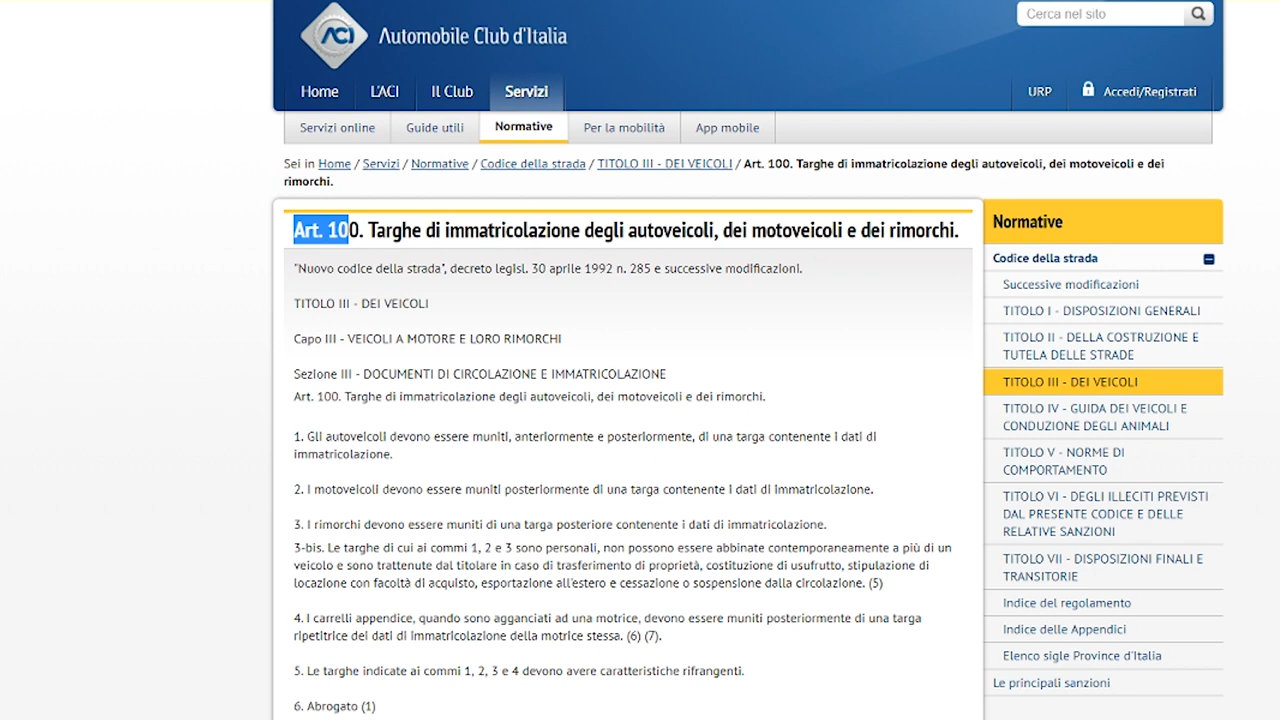 ACI
Automobile Club d'Italia
Cerca nel sito
Home
L'ACI
Il Club
Servizi
URP
Accedi/Registrati
Servizi online
Guide utili
Normative
Per la mobilità
App mobile
Sei in Home / Servizi / Normative / Codice della strada / TITOLO III - DEI VEICOLI / Art. 100. Targhe di immatricolazione degli autoveicoli, dei motoveicoli e dei
rimorchi.
Art. 100. Targhe di immatricolazione degli autoveicoli, dei motoveicoli e dei rimorchi.
"Nuovo codice della strada", decreto legisl. 30 aprile 1992 n. 285 e successive modificazioni.
TITOLO III - DEI VEICOLI
Capo III - VEICOLI A MOTORE E LORO RIMORCHI
Sezione III - DOCUMENTI DI CIRCOLAZIONE E IMMATRICOLAZIONE
Art. 100. Targhe di immatricolazione degli autoveicoli, dei motoveicoli e dei rimorchi.
1. Gli autoveicoli devono essere muniti, anteriormente e posteriormente, di una targa contenente i dati di
immatricolazione.
2. I motoveicoli devono essere muniti posteriormente di una targa contenente i dati di immatricolazione.
3. I rimorchi devono essere muniti di una targa posteriore contenente i dati di immatricolazione.
3-bis. Le targhe di cui ai commi 1, 2 e 3 sono personali, non possono essere abbinate contemporaneamente a più di un
veicolo e sono trattenute dal titolare in caso di trasferimento di proprietà, costituzione di usufrutto, stipulazione di
locazione con facoltà di acquisto, esportazione all'estero e cessazione o sospensione dalla circolazione. (5)
4. I carrelli appendice, quando sono agganciati ad una motrice, devono essere muniti posteriormente di una targa
ripetitrice dei dati di immatricolazione della motrice stessa. (6) (7).
5. Le targhe indicate ai commi 1, 2, 3 e 4 devono avere caratteristiche rifrangenti.
6. Abrogato (1)
Normative
Codice della strada
Successive modificazioni
TITOLO I - DISPOSIZIONI GENERALI
TITOLO II - DELLA COSTRUZIONE E
TUTELA DELLE STRADE
TITOLO III - DEI VEICOLI
TITOLO IV - GUIDA DEI VEICOLI E
CONDUZIONE DEGLI ANIMALI
TITOLO V - NORME DI
COMPORTAMENTO
TITOLO VI - DEGLI ILLECITI PREVISTI
DAL PRESENTE CODICE E DELLE
RELATIVE SANZIONI
TITOLO VII - DISPOSIZIONI FINALI E
TRANSITORIE
Indice del regolamento
Indice delle Appendici
Elenco sigle Province d'Italia
Le principali sanzioni